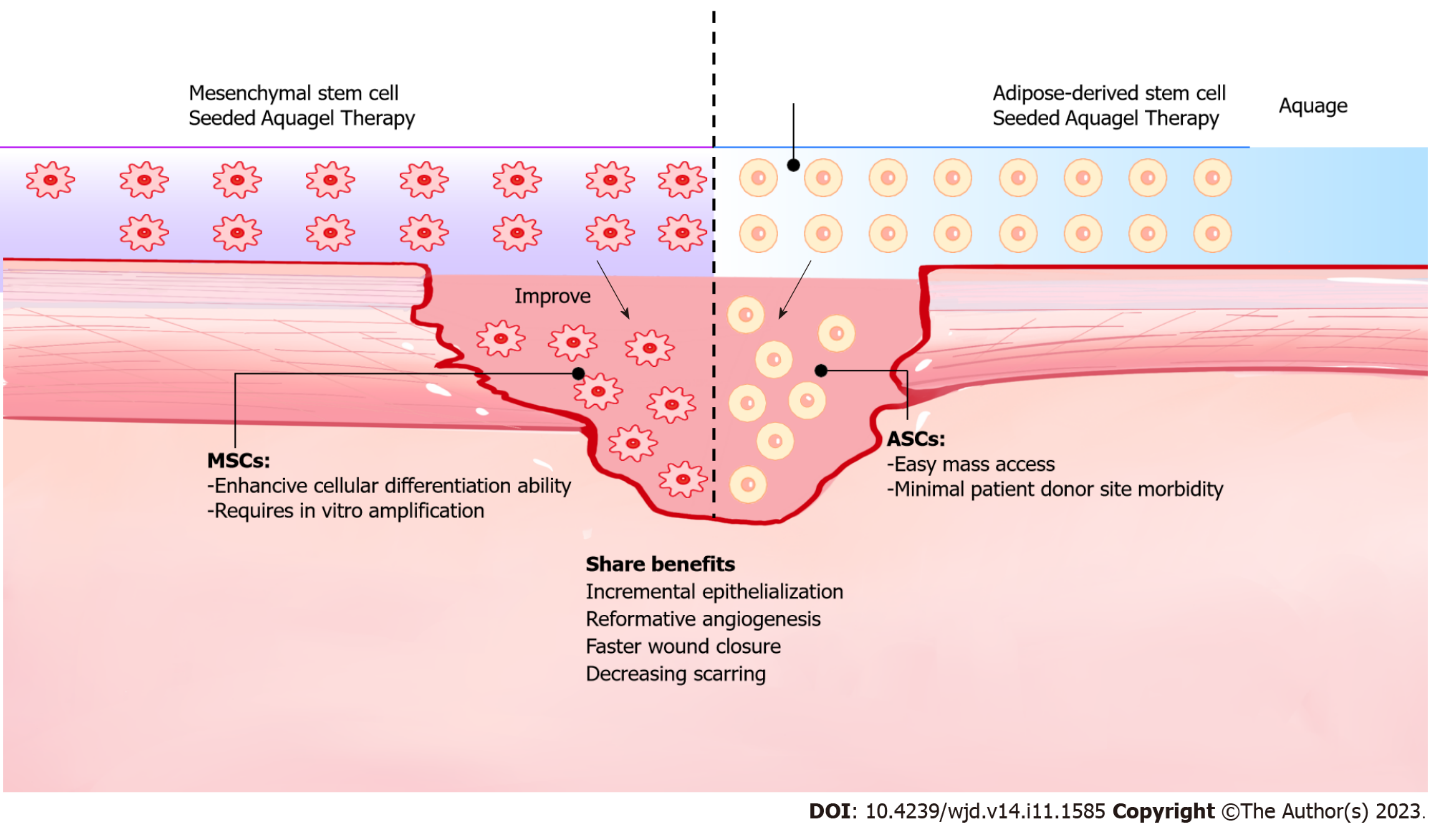 Mesenchymal stem cell
Seeded Aquagel Therapy
Adipose-derived stem cell
Seeded Aquagel Therapy
Aquage
Improve
MSCs:
-Enhancive cellular differentiation ability
-Requires in vitro amplification
ASCs:
-Easy mass access
-Minimal patient donor site morbidity
Share benefits
Incremental epithelialization
Reformative angiogenesis
Faster wound closure
Decreasing scarring
DOI: 10.4239/wjd.v14.i11.1585 Copyright ©The Author(s) 2023.